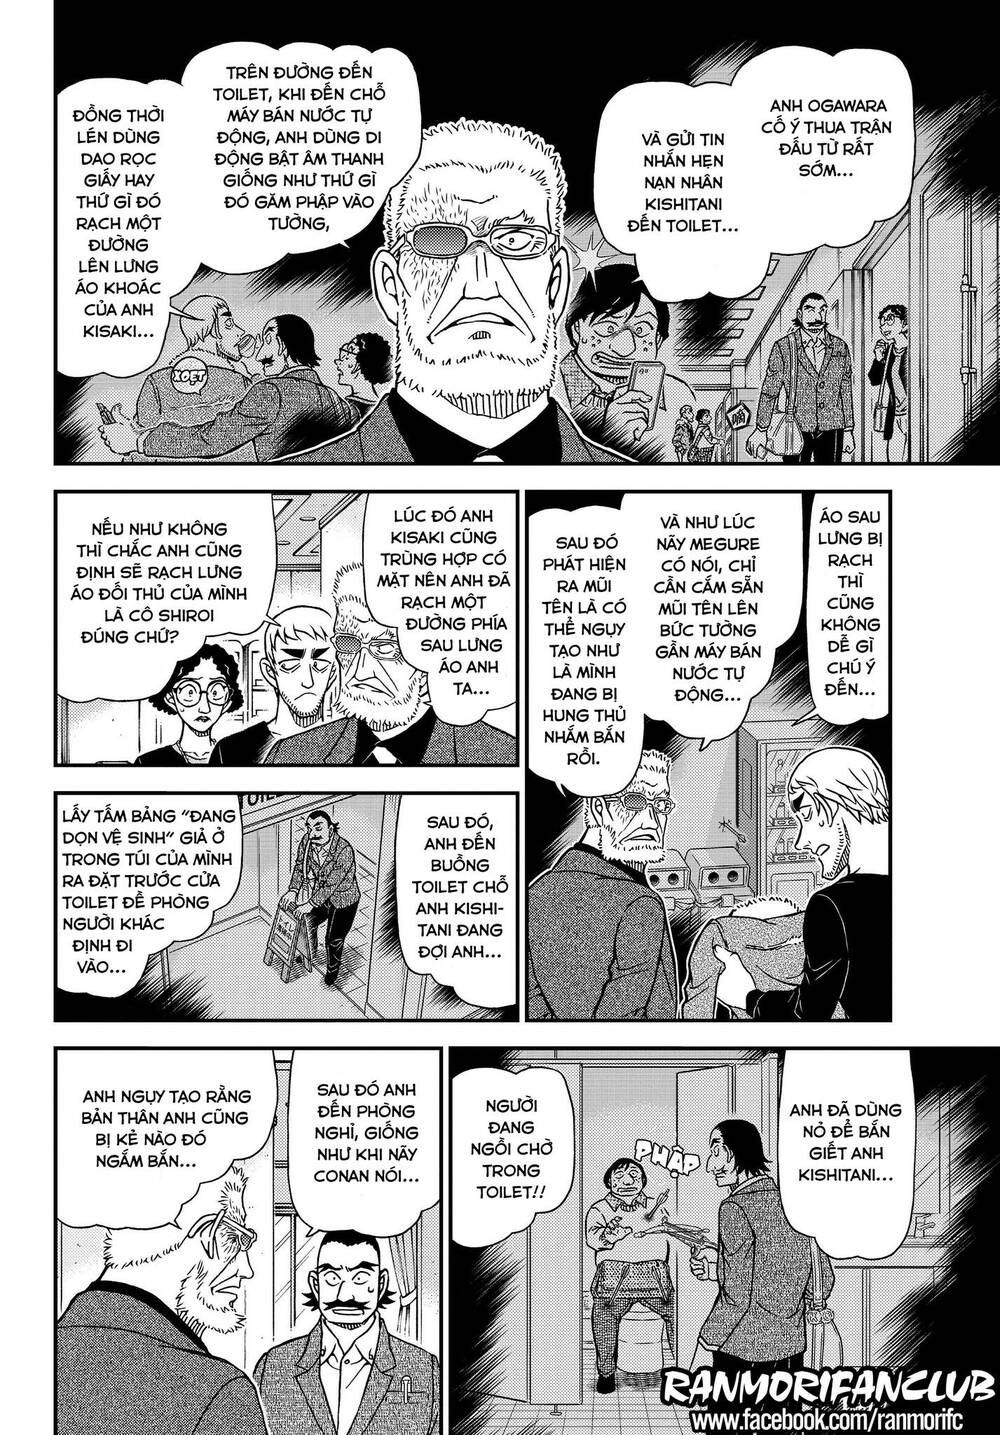 ANH OGAWARA
CỐ Ý THUA TRẬN
ĐẤU TỪ RẤT
SỚM...
VÀ GỬI TIN
NHẮN HẸN
NẠN NHÂN
KISHITANI
ĐẾN TOILET...
TRÊN ĐƯỜNG ĐẾN
TOILET, KHI ĐẾN CHỖ
MÁY BÁN NƯỚC TỰ
ĐỘNG, ANH DÙNG DI
ĐỘNG BẬT ÂM THANH
GIỐNG NHƯ THỨ GÌ
ĐÓ GĂM PHẬP VÀO
TƯỜNG,
ĐỒNG THỜI
LÉN DÙNG
DAO RỌC
GIẤY HAY
THỨ GÌ ĐÓ
RẠCH MỘT
ĐƯỜNG
LÊN LƯNG
ÁO KHOÁC
CỦA ANH
KISAKI...
XOẸT
ÁO SAU
LƯNG BỊ
RẠCH
THÌ
CŨNG
KHÔNG
DỄ GÌ
CHÚ Ý
ĐẾN...
VÀ NHƯ LÚC
NÃY MEGURE
CÓ NÓI, CHỈ
CẦN CẮM SẴN
MŨI TÊN LÊN
BỨC TƯỜNG
GẦN MÁY BÁN
NƯỚC TỰ
ĐỘNG...
SAU ĐÓ
PHÁT HIỆN
RA MŨI
TÊN LÀ CÓ
THỂ NGỤY
TẠO NHƯ
LÀ MÌNH
ĐANG BỊ
HUNG THỦ
NHẮM BẮN
RỒI.
LÚC ĐÓ ANH
KISAKI CŨNG
TRÙNG HỢP CÓ
MẶT NÊN ANH ĐÃ
RẠCH MỘT
ĐƯỜNG PHÍA
SAU LƯNG
ÁO ANH
TA...
NẾU NHƯ KHÔNG
THÌ CHẮC ANH CŨNG
ĐỊNH SẼ RẠCH LƯNG
ÁO ĐỐI THỦ CỦA MÌNH
LÀ CÔ SHIROI
ĐÚNG CHỨ?
SAU ĐÓ,
ANH ĐẾN
BUỒNG
TOILET CHỖ
ANH KISHI-
TANI ĐANG
ĐỢI ANH...
LẤY TẤM BẢNG “ĐANG
DỌN VỆ SINH” GIẢ Ở
TRONG TÚI CỦA MÌNH
RA ĐẶT TRƯỚC CỬA
TOILET ĐỀ PHÒNG
NGƯỜI KHÁC
ĐỊNH ĐI
VÀO...
ANH ĐÃ DÙNG
NỎ ĐỂ BẮN
GIẾT ANH
KISHITANI...
NGƯỜI
ĐANG
NGỒI CHỜ
TRONG
TOILET!!
PHẬP
SAU ĐÓ ANH
ĐẾN PHÒNG
NGHỈ, GIỐNG
NHƯ KHI NÃY
CONAN NÓI...
ANH NGỤY TẠO RẰNG
BẢN THÂN ANH CŨNG
BỊ KẺ NÀO ĐÓ
NGẮM BẮN...
RANMORIFANCLUB
www.facebook.com/ranmorifc